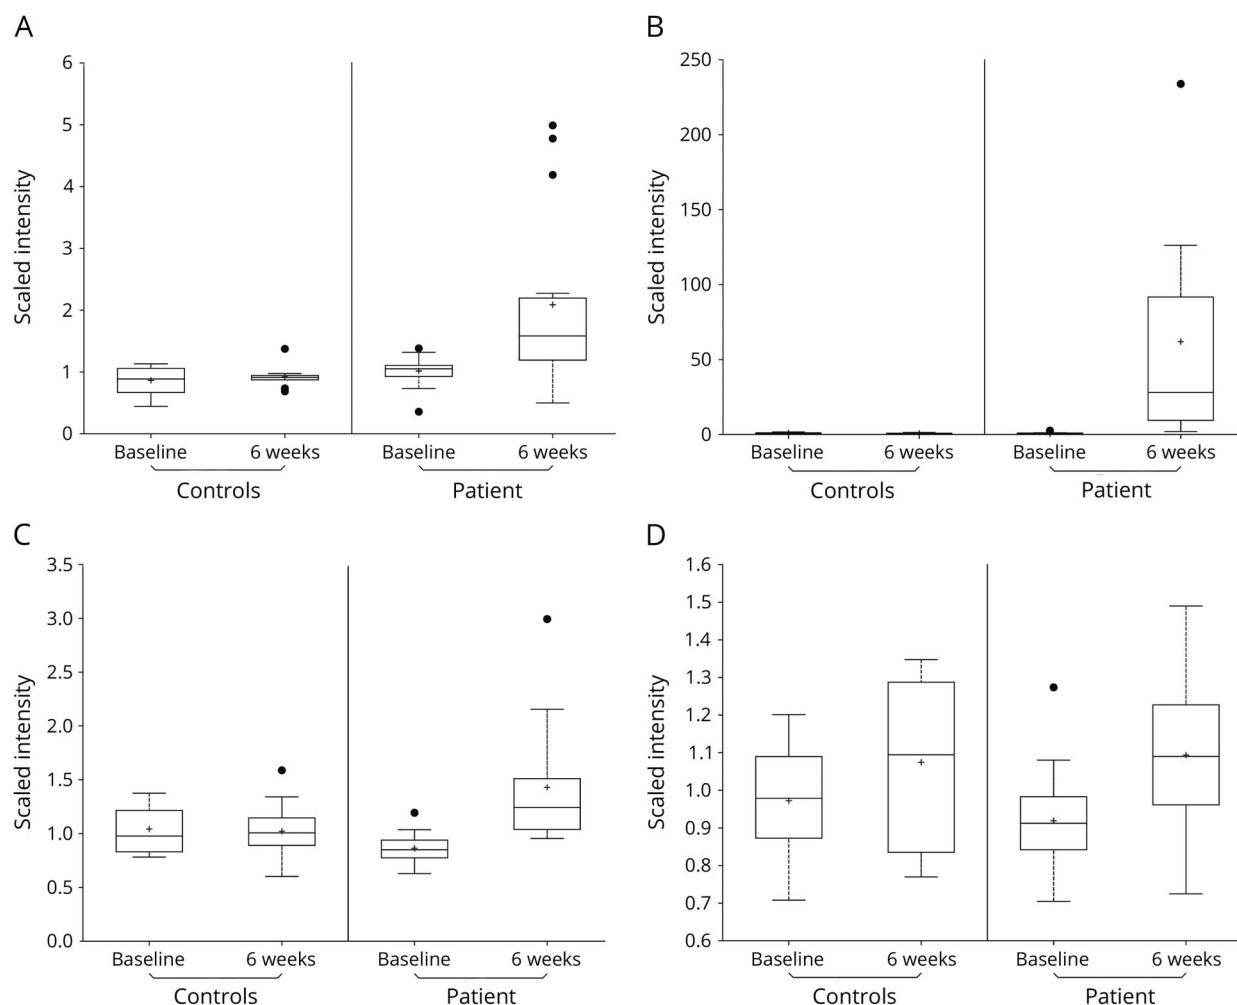 A
Scaled intensity
6
5
4
3
2
1
0
Baseline 6 weeks Baseline 6 weeks
Controls Patient
B
Scaled intensity
250
200
150
100
50
0
Baseline 6 weeks Baseline 6 weeks
Controls Patient
C
Scaled intensity
3.5
3.0
2.5
2.0
1.5
1.0
0.5
0.0
Baseline 6 weeks Baseline 6 weeks
Controls Patient
D
Scaled intensity
1.6
1.5
1.4
1.3
1.2
1.1
1.0
0.9
0.8
0.7
0.6
Baseline 6 weeks Baseline 6 weeks
Controls Patient